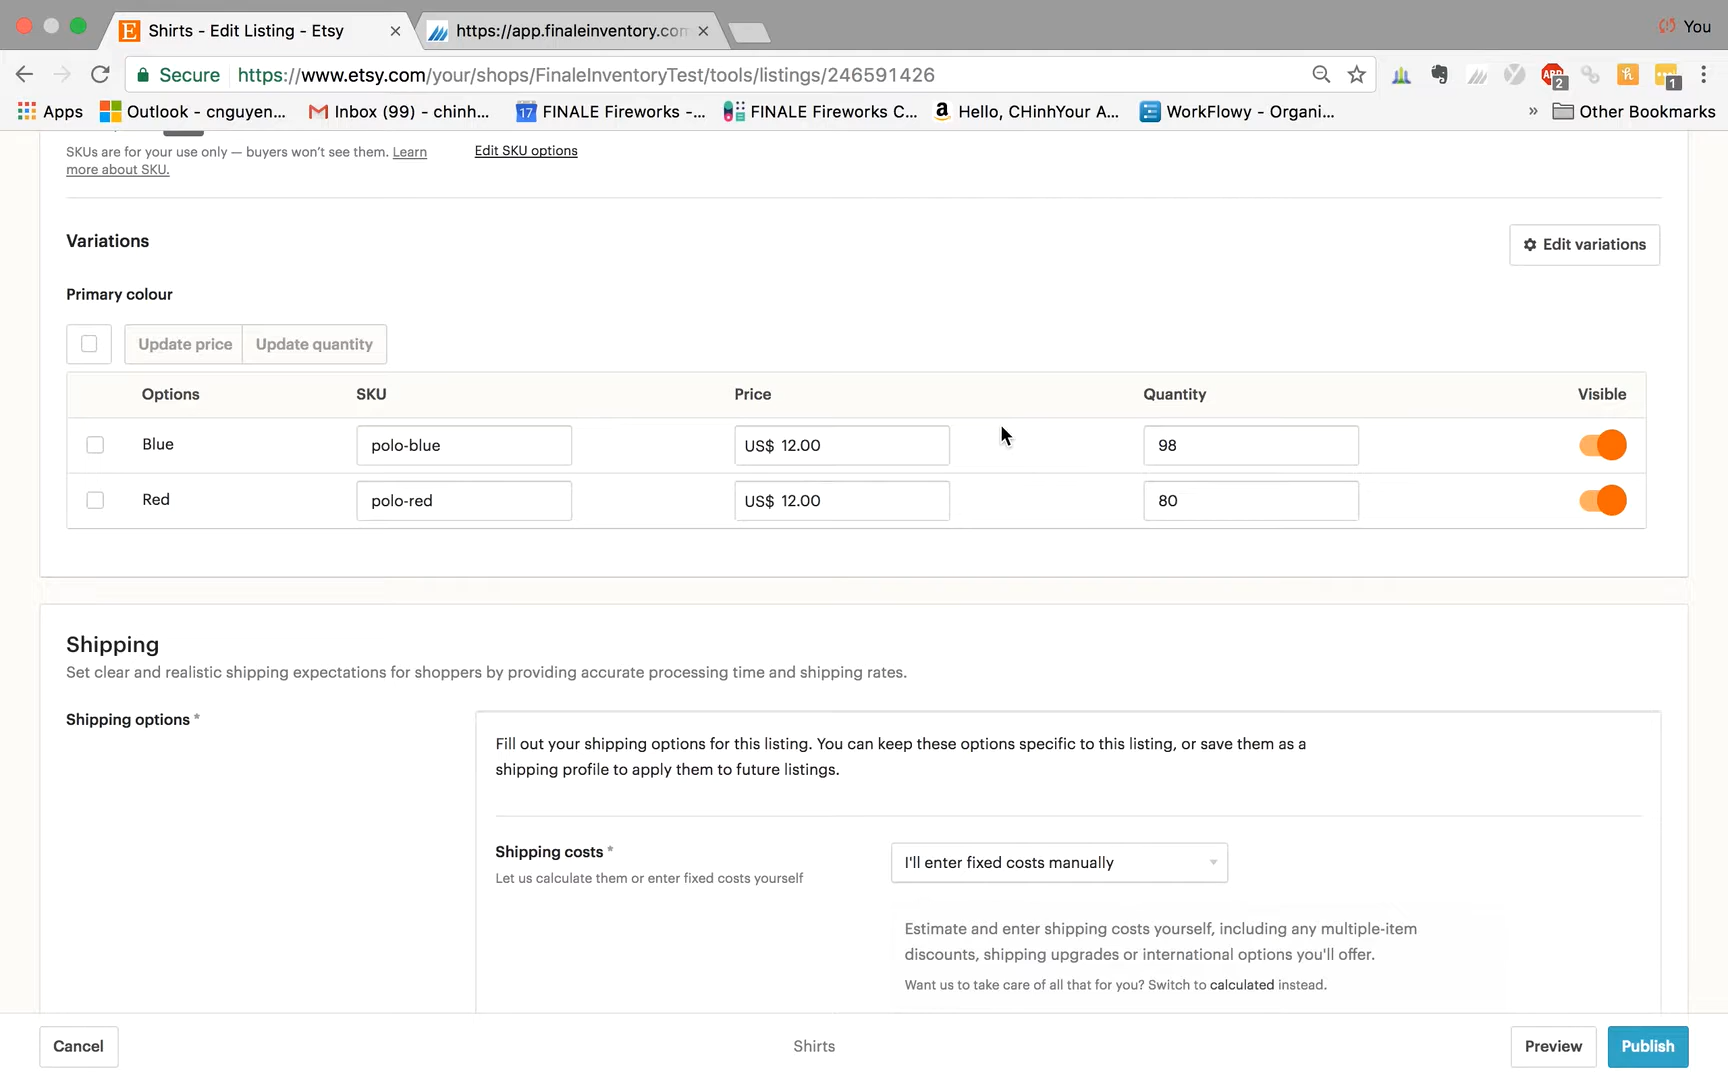 Shirts - Edit Listing - Etsy
https://app.finaleinventory.com
You
Secure
https://www.etsy.com/your/shops/FinaleInventoryTest/tools/listings/246591426
2
1
Apps
Outlook - cnguyen...
Inbox (99) - chinh...
17
FINALE Fireworks -...
FINALE Fireworks C...
Hello, CHinhYour A...
WorkFlowy - Organi...
»
Other Bookmarks
SKUs are for your use only — buyers won't see them. Learn
more about SKU.
Edit SKU options
Variations
Edit variations
Primary colour
Update price
Update quantity
Options SKU Price Quantity Visible
Blue polo-blue US$ 12.00 98
Red polo-red US$ 12.00 80
Shipping
Set clear and realistic shipping expectations for shoppers by providing accurate processing time and shipping rates.
Shipping options *
Fill out your shipping options for this listing. You can keep these options specific to this listing, or save them as a
shipping profile to apply them to future listings.
Shipping costs *
Let us calculate them or enter fixed costs yourself
I'll enter fixed costs manually
Estimate and enter shipping costs yourself, including any multiple-item
discounts, shipping upgrades or international options you'll offer.
Want us to take care of all that for you? Switch to calculated instead.
Cancel
Shirts
Preview
Publish